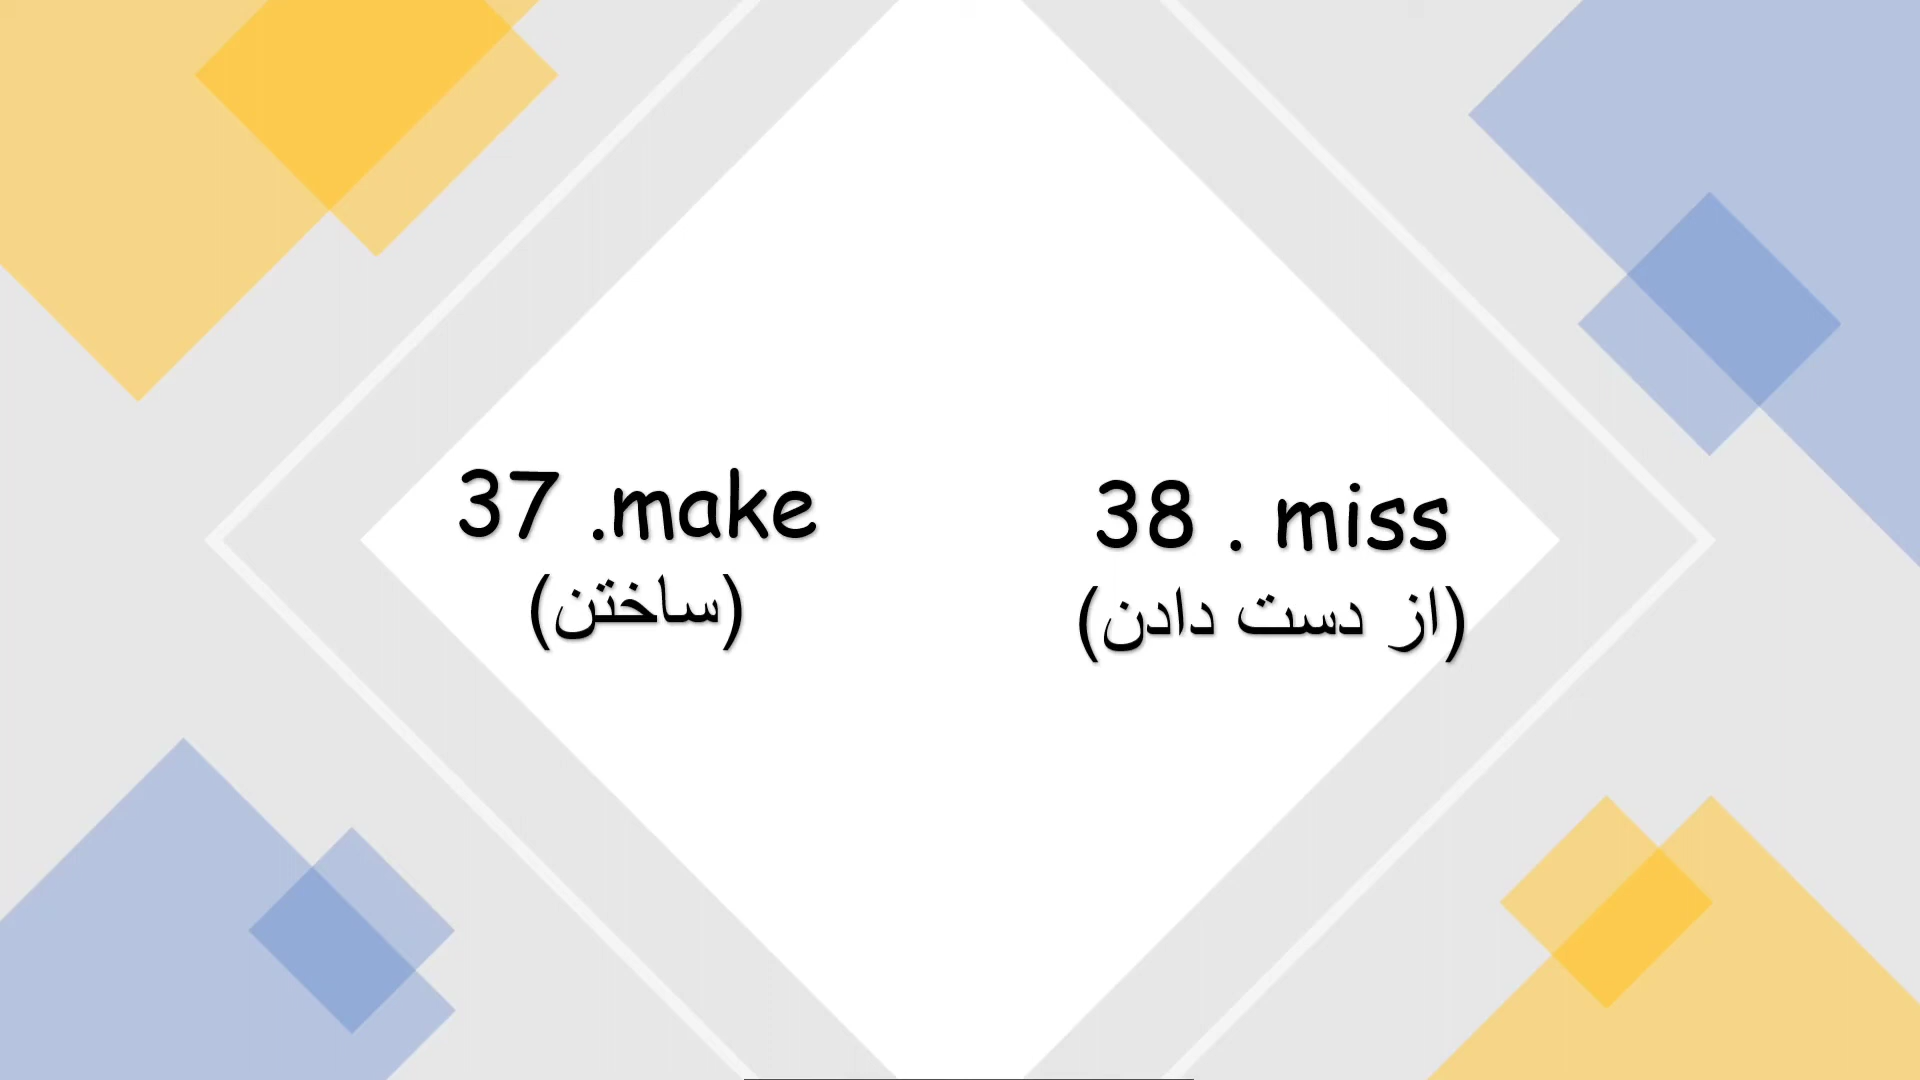 37 .make
(ساختن)
38 . miss
(از دست دادن)